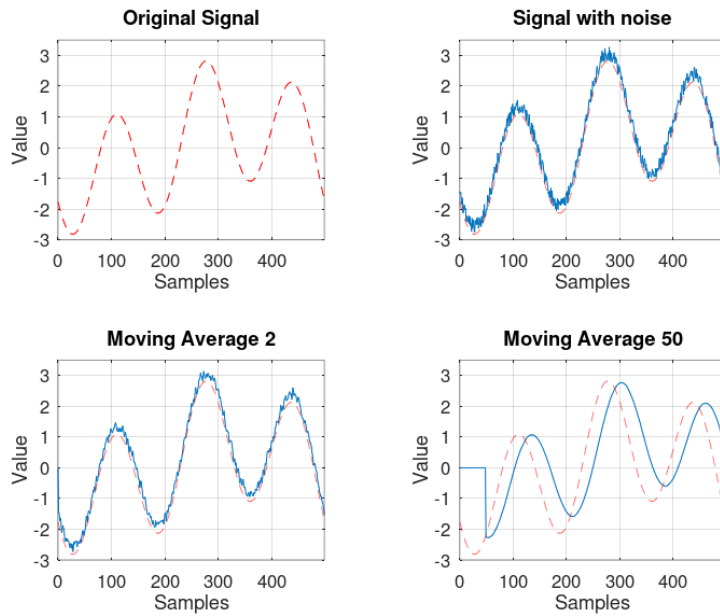 Original Signal
3
2
1
0
-1
-2
-3
Value
0 100 200 300 400
Samples
Signal with noise
3
2
1
0
-1
-2
-3
Value
0 100 200 300 400
Samples
Moving Average 2
3
2
1
0
-1
-2
-3
Value
0 100 200 300 400
Samples
Moving Average 50
3
2
1
0
-1
-2
-3
Value
0 100 200 300 400
Samples